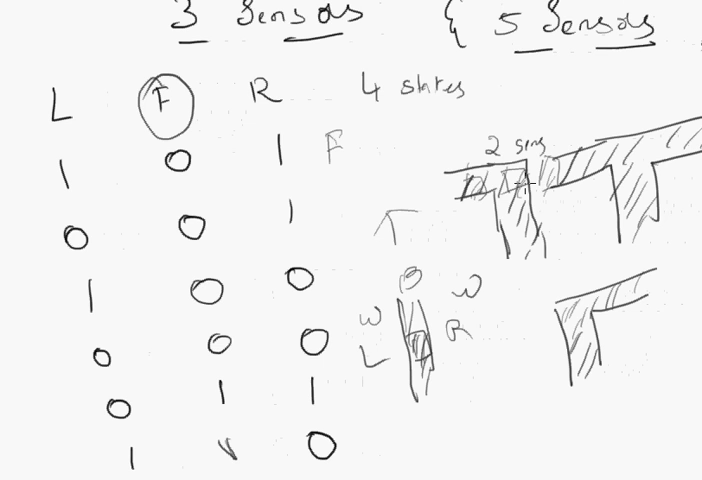 3 Sensors { 5 Sensors
L F R 4 states
1 0 1 F
2 sens
0 0 1
1 0 0
B W
W
0 0 0
L R
0 1 1
1 1 0